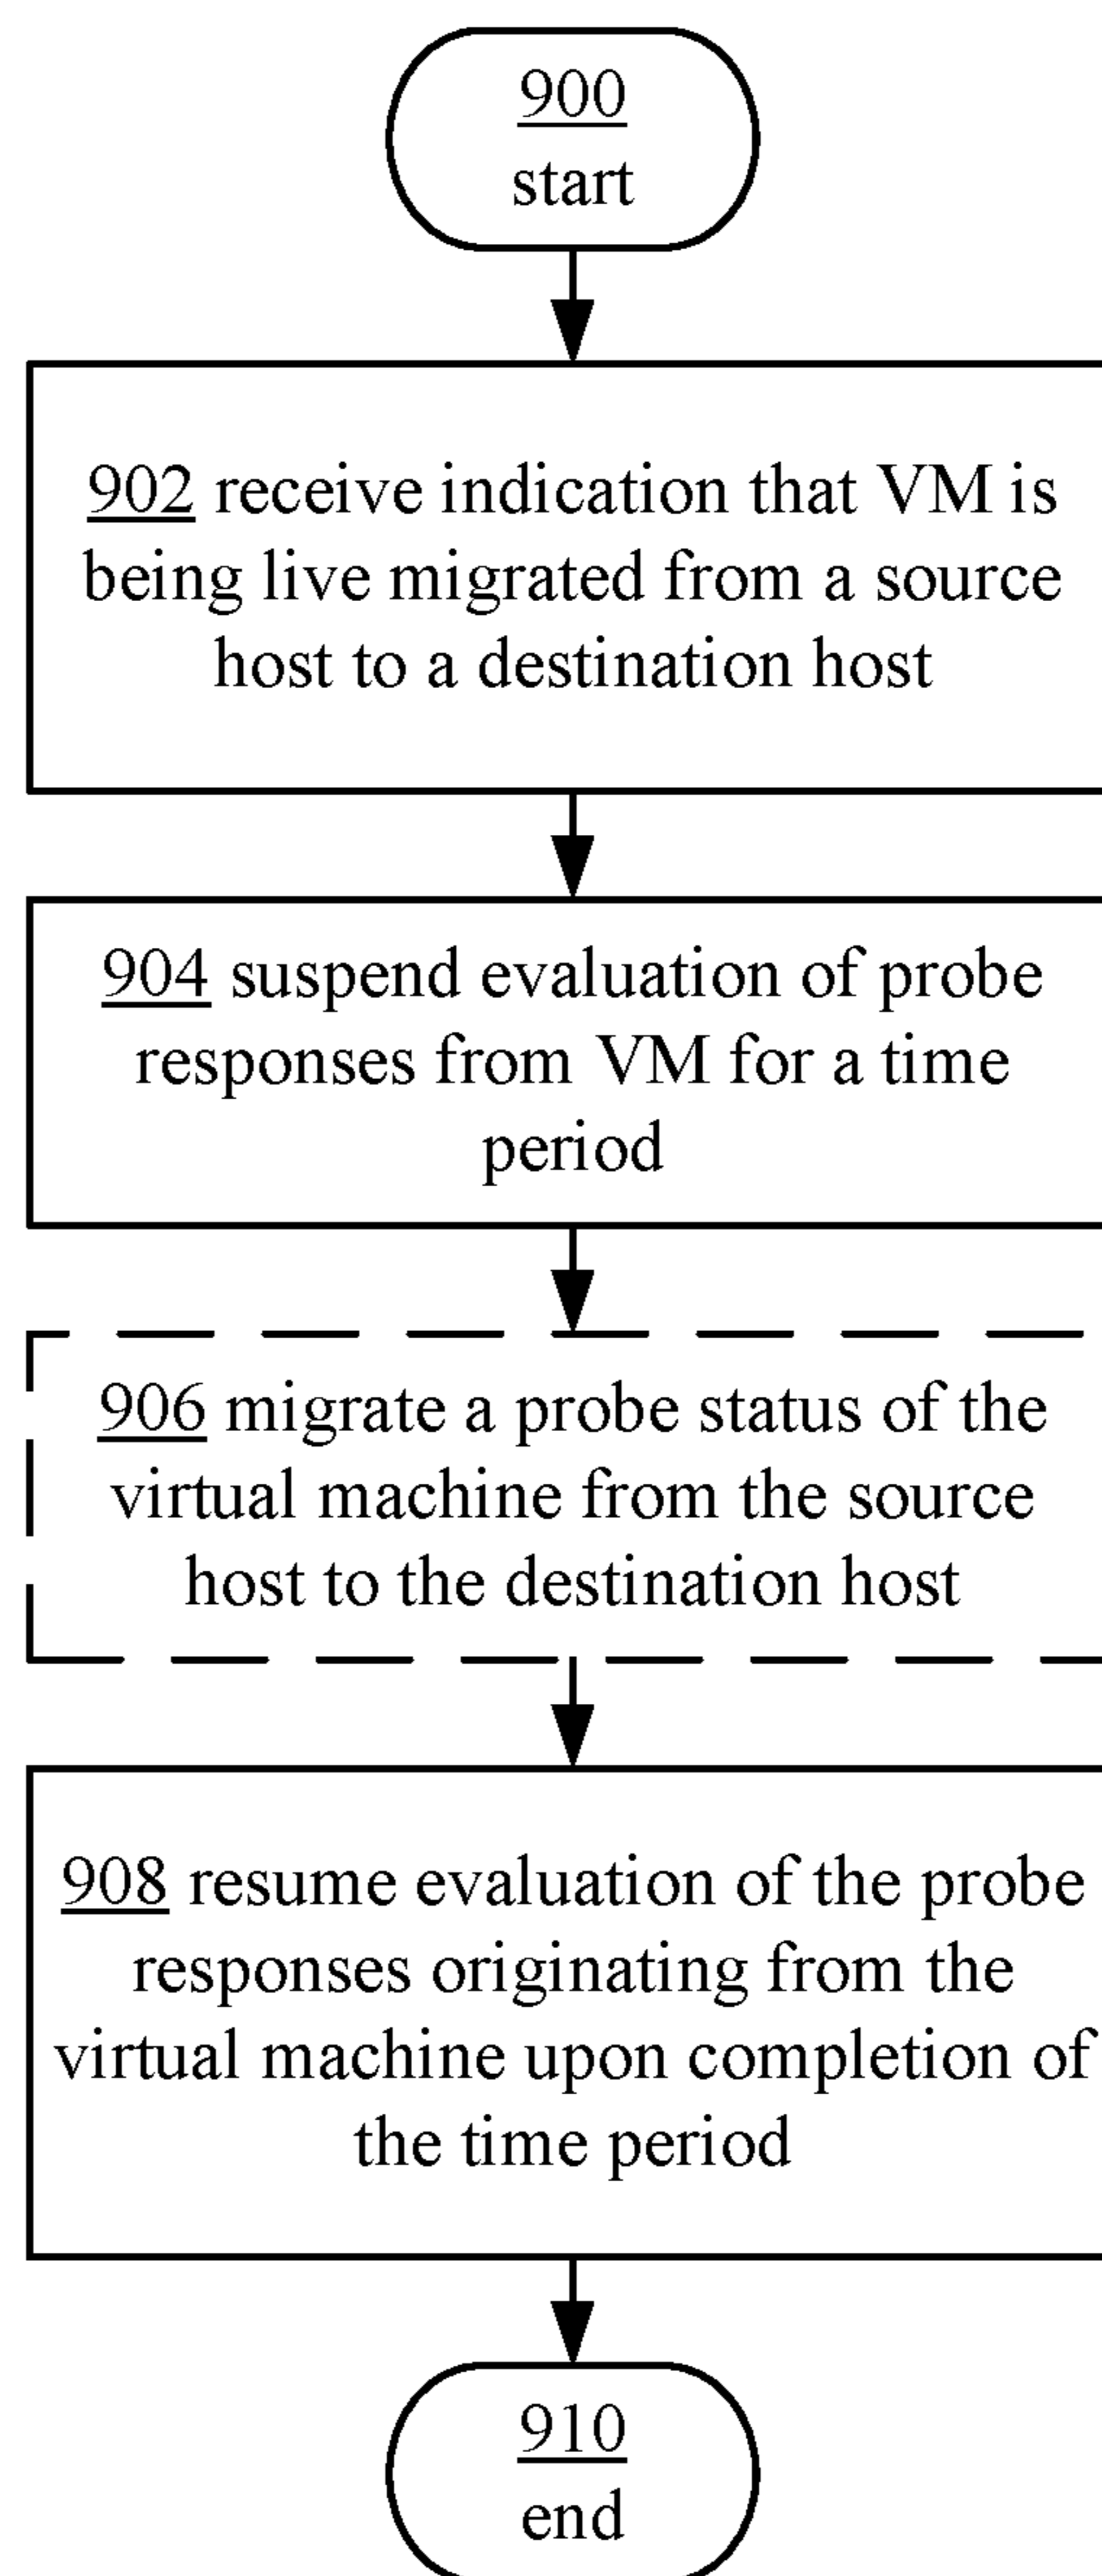 900
start
902 receive indication that VM is
being live migrated from a source
host to a destination host
904 suspend evaluation of probe
responses from VM for a time
period
906 migrate a probe status of the
virtual machine from the source
host to the destination host
908 resume evaluation of the probe
responses originating from the
virtual machine upon completion of
the time period
910
end